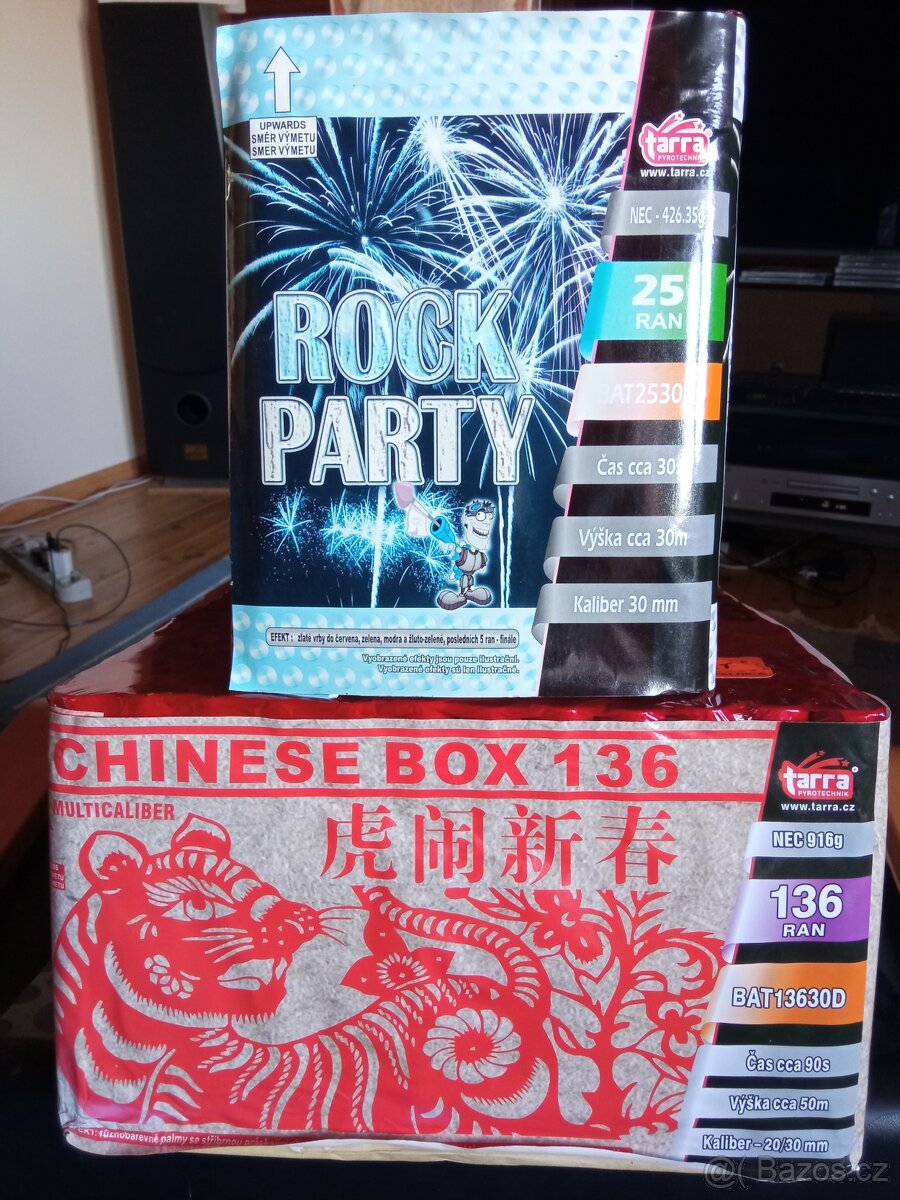 UPWARDS
SMĚR VÝMETU
SMER VÝMETU
tarra
PYROTECHNIK
www.tarra.cz
NEC - 426.35g
25
RAN
BAT2530
Čas cca 30s
Výška cca 30m
Kaliber 30 mm
ROCK
PARTY
EFEKT : zlaté vrby do červena, zelena, modra a žluto-zelené, posledních 5 ran - finále
Vyobrazené efekty jsou pouze ilustrační.
Vyobrazené efekty sú len ilustračné.
CHINESE BOX 136
MULTICALIBER
虎闹新春
tarra
PYROTECHNIK
www.tarra.cz
NEC 916g
136
RAN
BAT13630D
Čas cca 90s
Výška cca 50m
Kaliber - 20/30 mm
různobarevné palmy se stříbrnou
@ Bazos.cz